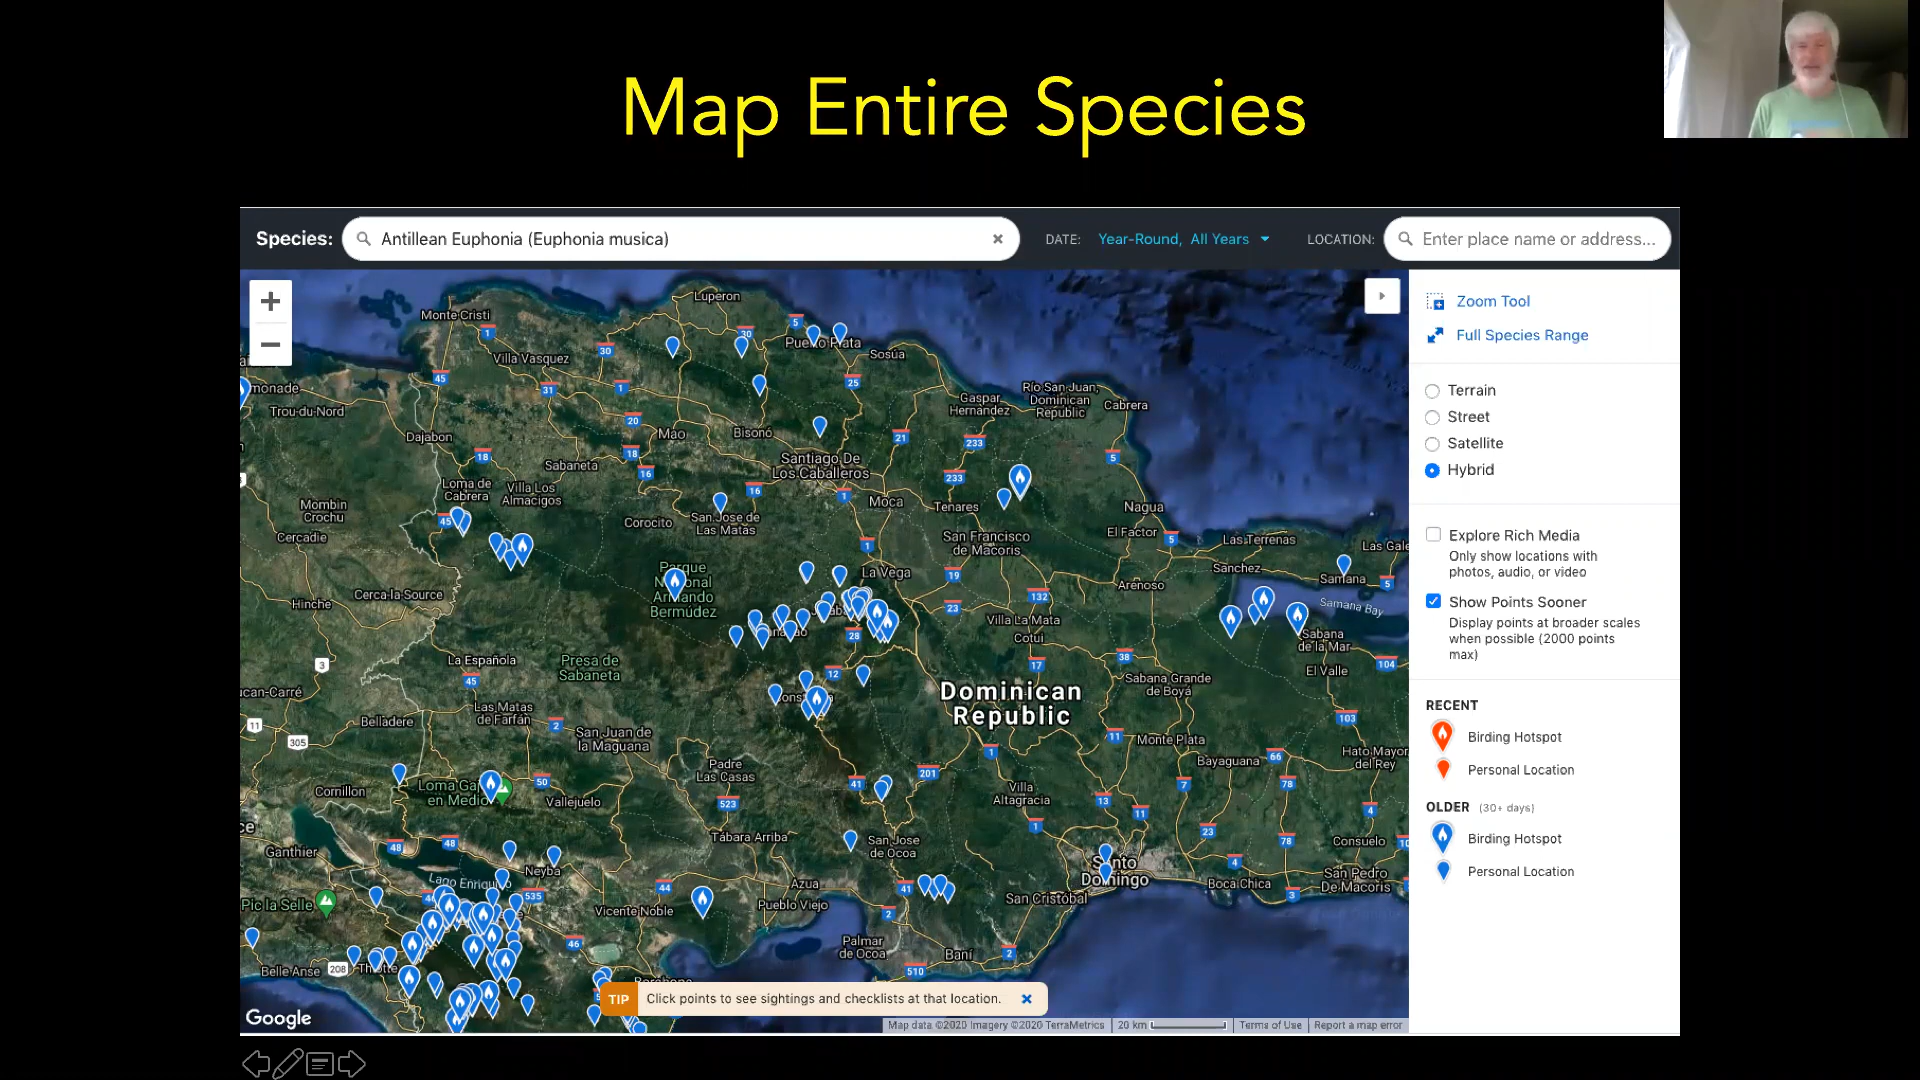 Map Entire Species
Species:
Antillean Euphonia (Euphonia musica)
DATE:
Year-Round, All Years
LOCATION:
Enter place name or address...
Zoom Tool
Full Species Range
Terrain
Street
Satellite
Hybrid
Explore Rich Media
Only show locations with
photos, audio, or video
Show Points Sooner
Display points at broader scales
when possible (2000 points
max)
RECENT
Birding Hotspot
Personal Location
OLDER (30+ days)
Birding Hotspot
Personal Location
Luperon
Monte Cristi
Puerto Plata
Sosúa
Villa Vasquez
Trou-du-Nord
Río San Juan,
Dominican
Republic
Gaspar
Hernández
Cabrera
Dajabon
Mao
Bisonó
Sabaneta
Santiago De
Los Caballeros
Loma de
Cabrera
Villa Los
Almacigos
Moca
Tenares
Nagua
Mombin
Crochu
Cercadie
Corocito
San Jose de
Las Matas
San Francisco
de Macoris
El Factor
Las Terrenas
Sanchez
Samana
Samana Bay
La Vega
Arenoso
Cerca-la-Source
Hinche
Armando
Bermúdez
Villa La Mata
Cotui
Sabana
de la Mar
El Valle
La Española
Presa de
Sabaneta
Dominican
Republic
Sabana Grande
de Boyá
Las Matas
de Farfán
Belladere
San Juan de
la Maguana
Monte Plata
Bayaguana
Hato Mayor
del Rey
Padre
Las Casas
Cornillon
en Medio
Vallejuelo
Villa
Altagracia
Tábara Arriba
San Jose
de Ocoa
Consuelo
Ganthier
Neyba
Lago Enriquillo
Santo
Domingo
Boca Chica
San Pedro
De Macoris
Pic la Selle
Azua
Vicente Noble
Pueblo Viejo
San Cristóbal
Palmar
de Ocoa
Baní
Belle Anse
TIP
Click points to see sightings and checklists at that location.
Google
Map data ©2020 Imagery ©2020 TerraMetrics
20 km
Terms of Use
Report a map error